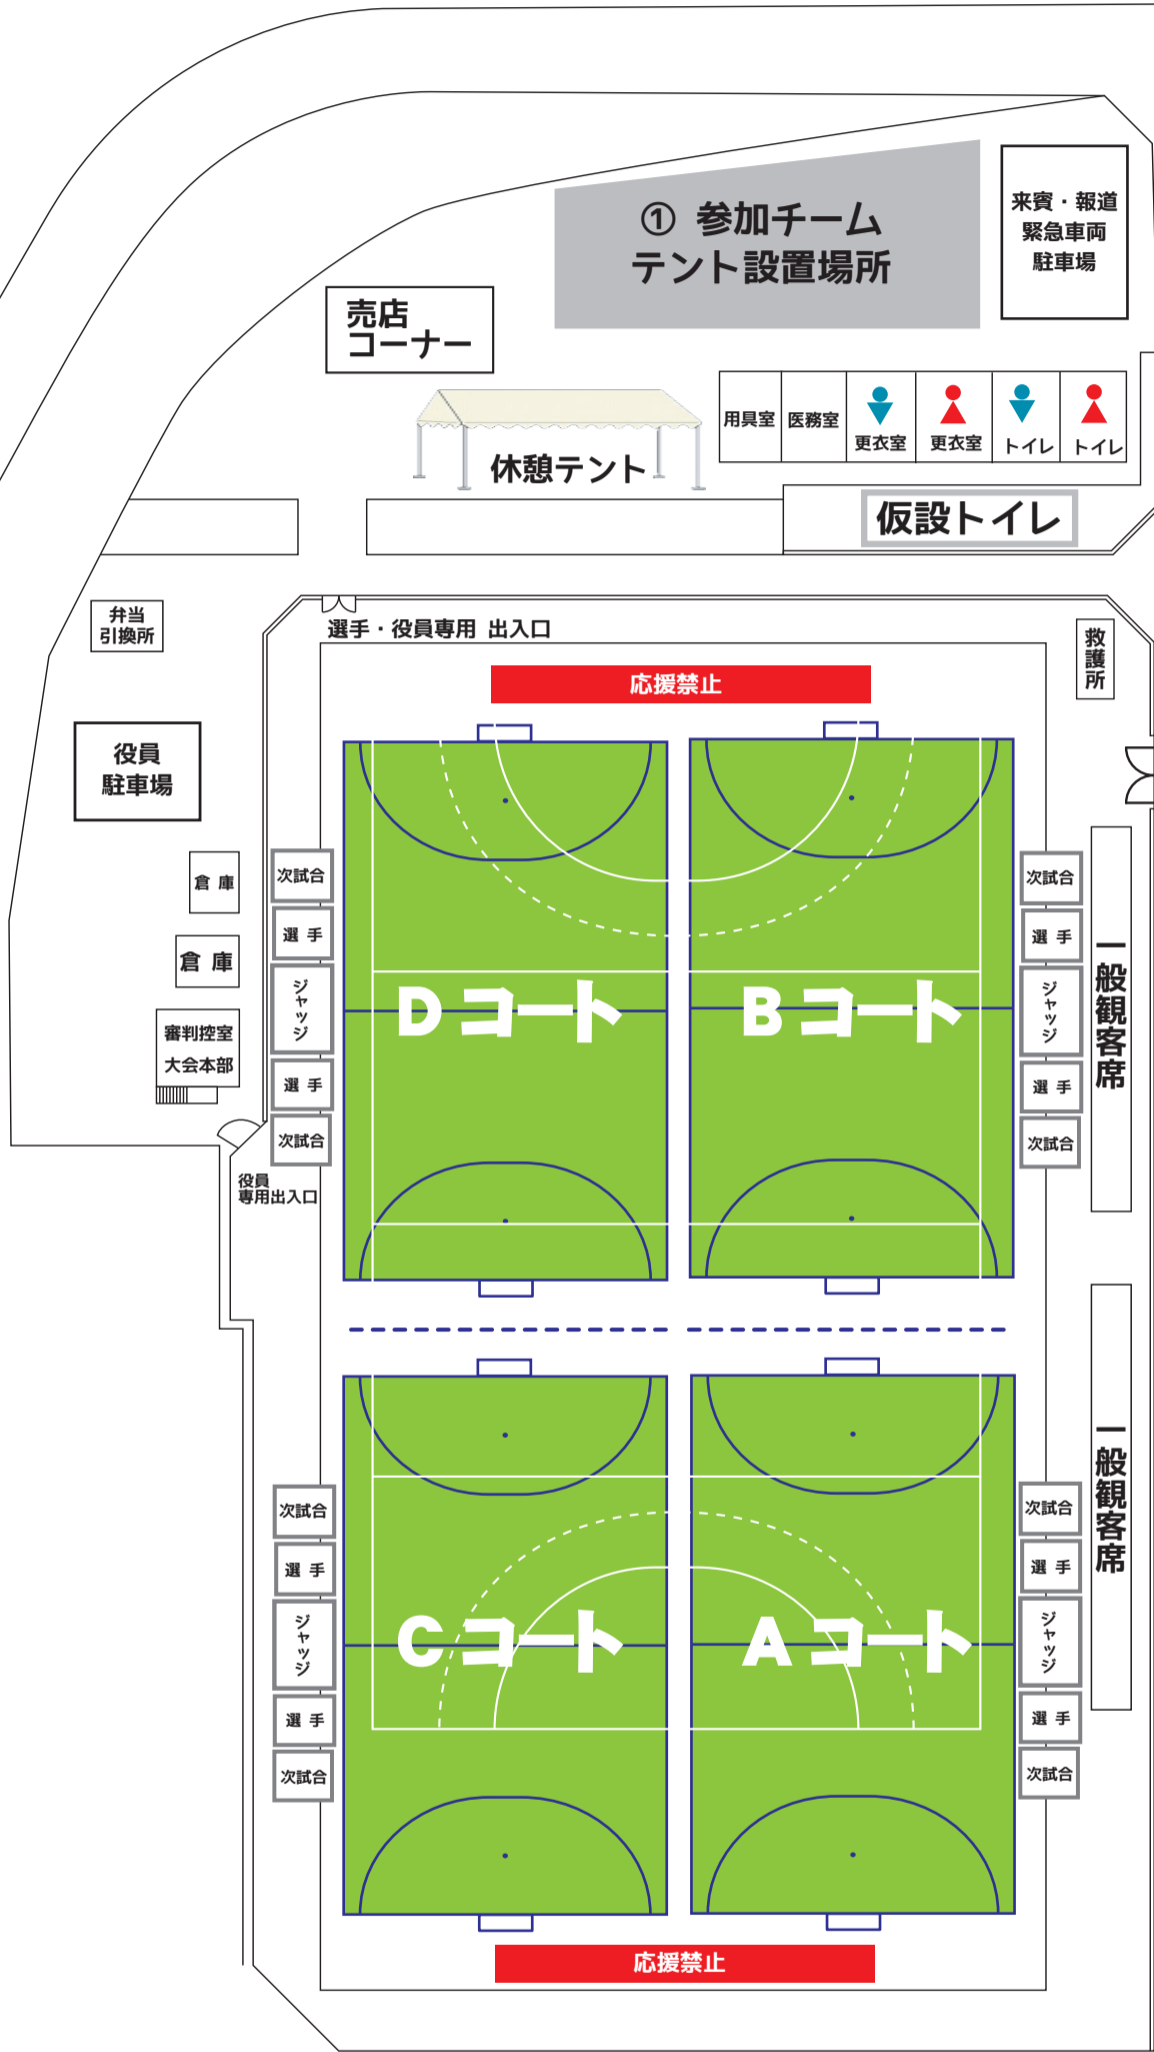 ① 参加チーム
テント設置場所
来賓・報道
緊急車両
駐車場
売店
コーナー
用具室
医務室
更衣室
更衣室
トイレ
トイレ
休憩テント
仮設トイレ
弁当
引換所
選手・役員専用 出入口
救護所
応援禁止
役員
駐車場
倉 庫
倉 庫
審判控室
大会本部
役員
専用出入口
次試合
選 手
ジャッジ
選 手
次試合
D コート
B コート
次試合
選 手
ジャッジ
選 手
次試合
一般観客席
次試合
選 手
ジャッジ
選 手
次試合
C コート
A コート
次試合
選 手
ジャッジ
選 手
次試合
一般観客席
応援禁止